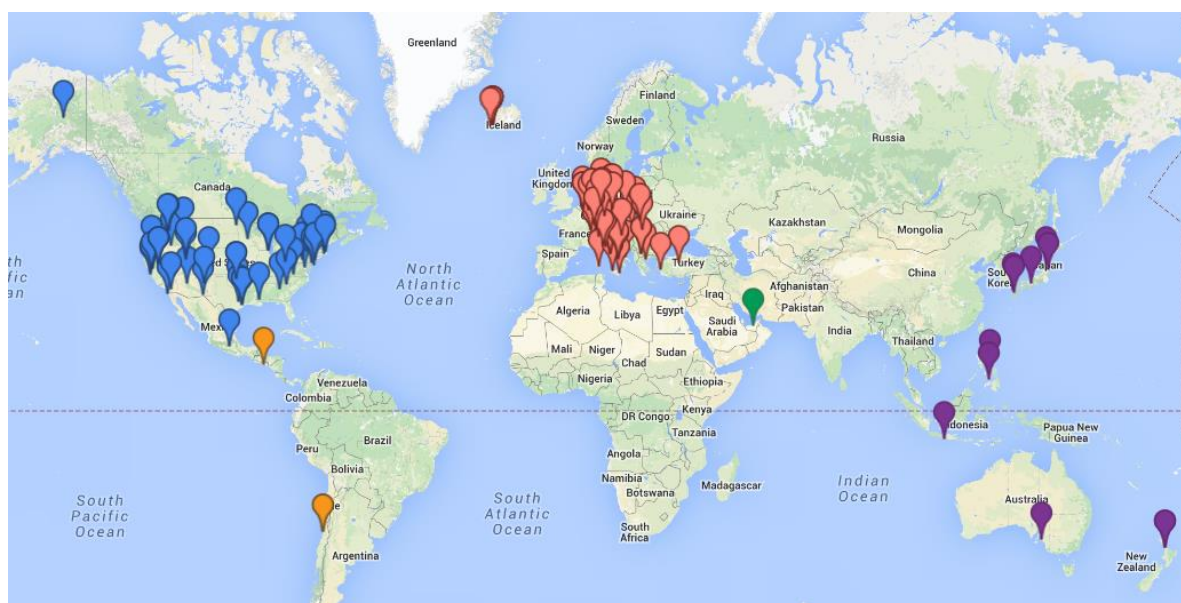 Greenland
Finland
Sweden
Norway
Iceland
Russia
United
Kingdom
Canada
Ukraine
Kazakhstan
Mongolia
France
Spain
Turkey
North
Atlantic
Ocean
China
South
Korea
Japan
Afghanistan
Iraq
Pakistan
Algeria
Libya
Egypt
Saudi
Arabia
India
Thailand
Mali
Niger
Sudan
Chad
Nigeria
Ethiopia
Venezuela
Colombia
DR Congo
Kenya
Tanzania
Indonesia
Papua New
Guinea
Brazil
Peru
Angola
Bolivia
Namibia
Botswana
Madagascar
Indian
Ocean
South
Pacific
Ocean
South
Atlantic
Ocean
Australia
South
Africa
Argentina
New
Zealand